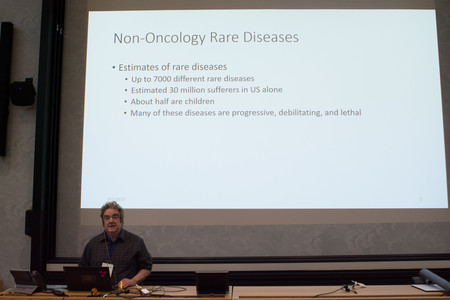 Non-Oncology Rare Diseases
• Estimates of rare diseases
• Up to 7000 different rare diseases
• Estimated 30 million sufferers in US alone
• About half are children
• Many of these diseases are progressive, debilitating, and lethal